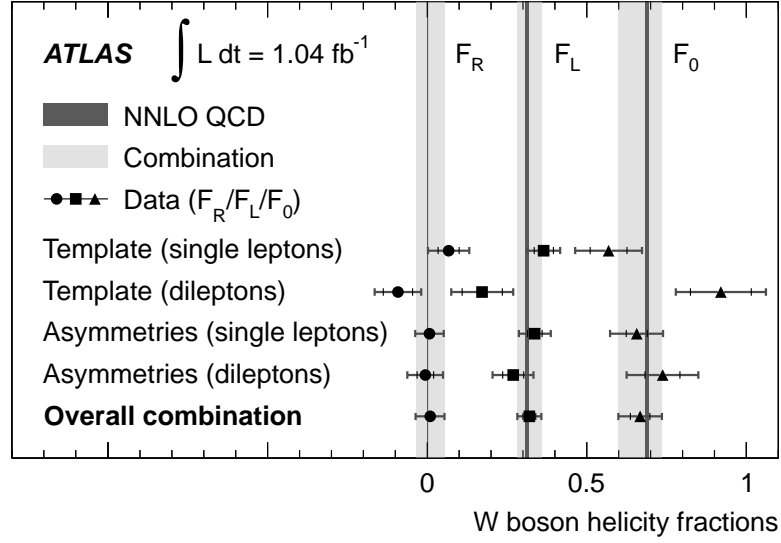 ATLAS ∫ L dt = 1.04 fb⁻¹ F_R F_L F_0
NNLO QCD
Combination
Data (F_R/F_L/F_0)
Template (single leptons)
Template (dileptons)
Asymmetries (single leptons)
Asymmetries (dileptons)
Overall combination
0 0.5 1
W boson helicity fractions